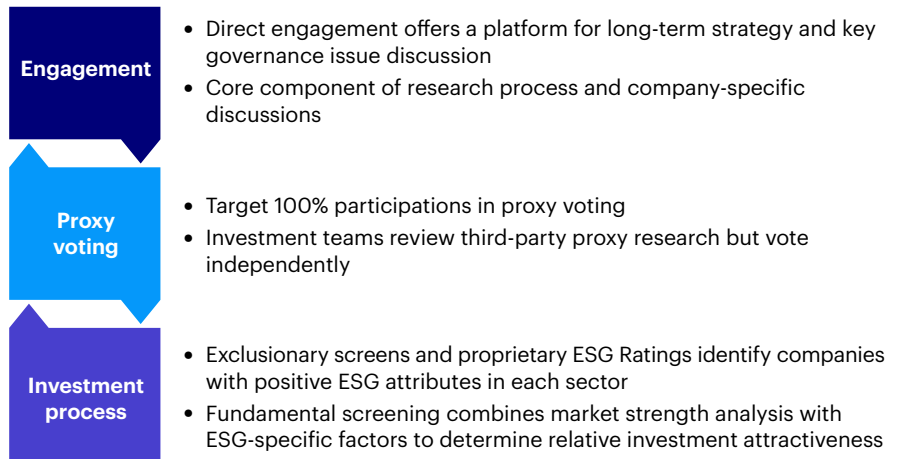 Engagement
• Direct engagement offers a platform for long-term strategy and key
governance issue discussion
• Core component of research process and company-specific
discussions
Proxy
voting
• Target 100% participations in proxy voting
• Investment teams review third-party proxy research but vote
independently
Investment
process
• Exclusionary screens and proprietary ESG Ratings identify companies
with positive ESG attributes in each sector
• Fundamental screening combines market strength analysis with
ESG-specific factors to determine relative investment attractiveness